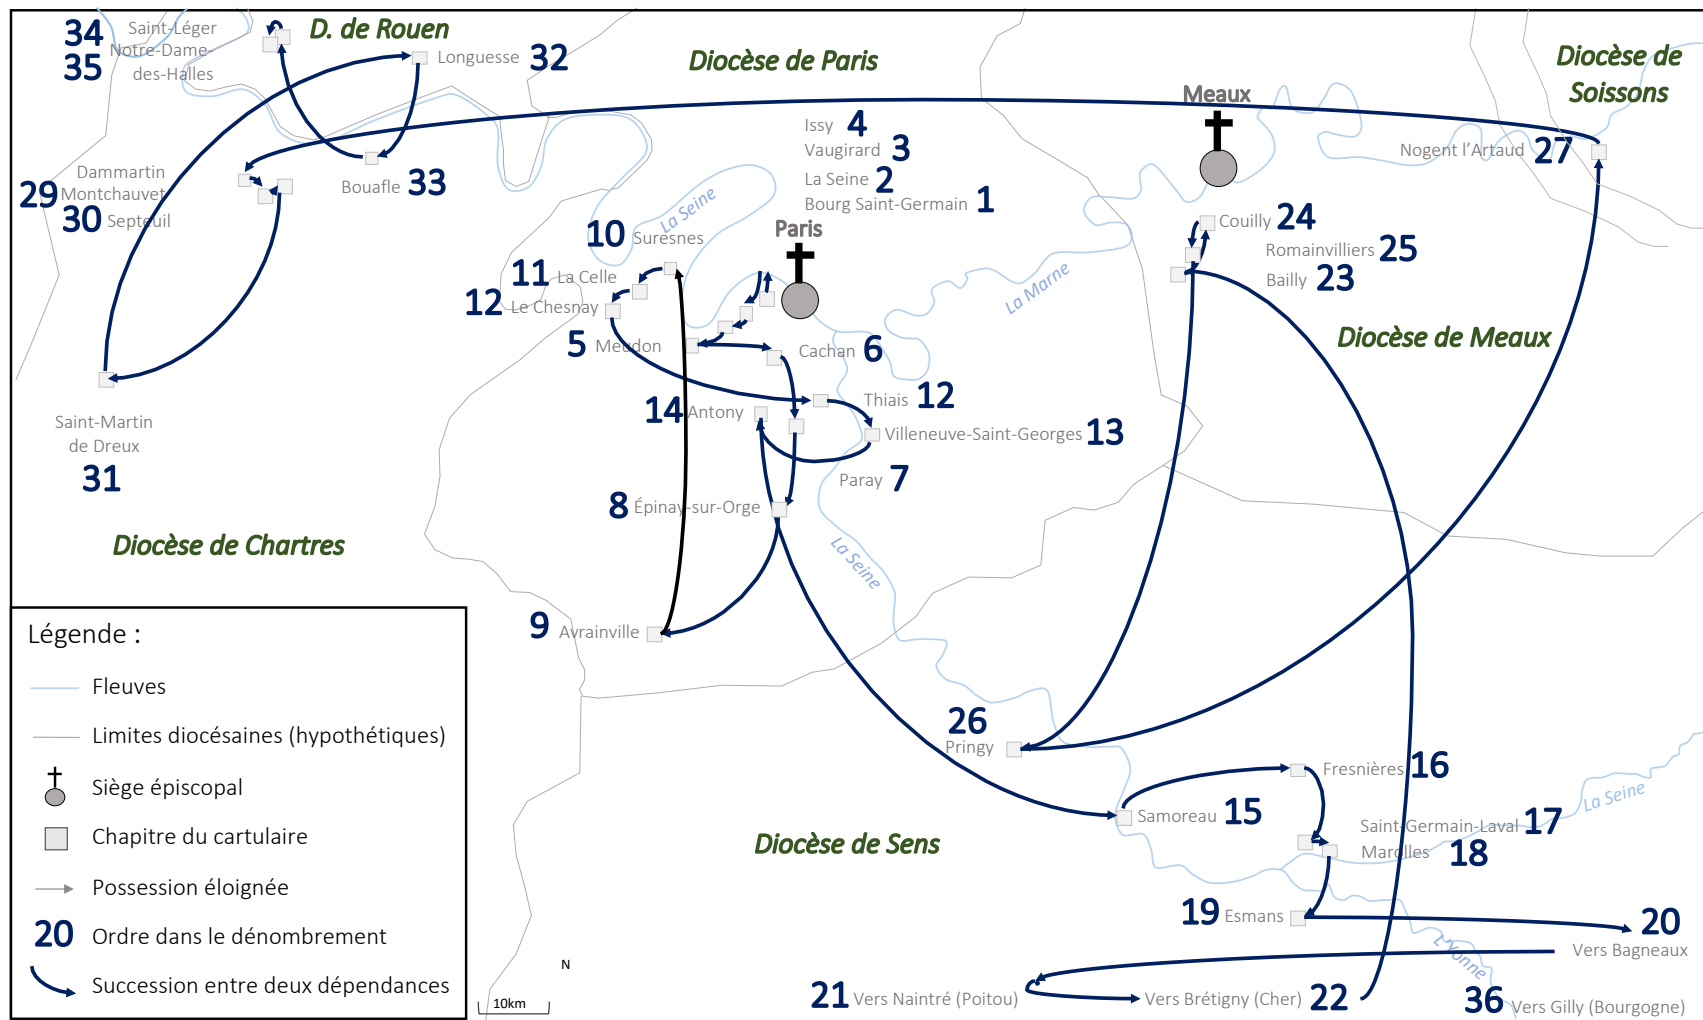 34
Saint-Léger
Notre-Dame-
35
des-Halles
D. de Rouen
Longuesse 32
Diocèse de Paris
Diocèse de
Soissons
Meaux
Issy 4
Vaugirard 3
La Seine 2
Bourg Saint-Germain 1
Nogent l'Artaud 27
Dammartin
29 Montchauvet
30 Septeuil
Bouafle 33
La Seine
10 Suresnes
Paris
Couilly 24
Romainvilliers 25
Bailly 23
11 La Celle
12 Le Chesnay
La Marne
5 Meudon
Cachan 6
Diocèse de Meaux
14 Antony
Thiais 12
Villeneuve-Saint-Georges 13
Saint-Martin
de Dreux
31
Paray 7
8 Épinay-sur-Orge
Diocèse de Chartres
La Seine
9 Avrainville
Légende :
Fleuves
Limites diocésaines (hypothétiques)
Siège épiscopal
Chapitre du cartulaire
Possession éloignée
20 Ordre dans le dénombrement
Succession entre deux dépendances
26
Pringy
Fresnières 16
Samoreau 15
La Seine
Saint-Germain-Laval 17
Marolles 18
Diocèse de Sens
19 Esmans
20
L'Yonne
Vers Bagneaux
N
10km
21 Vers Naintré (Poitou)
Vers Brétigny (Cher) 22
36 Vers Gilly (Bourgogne)